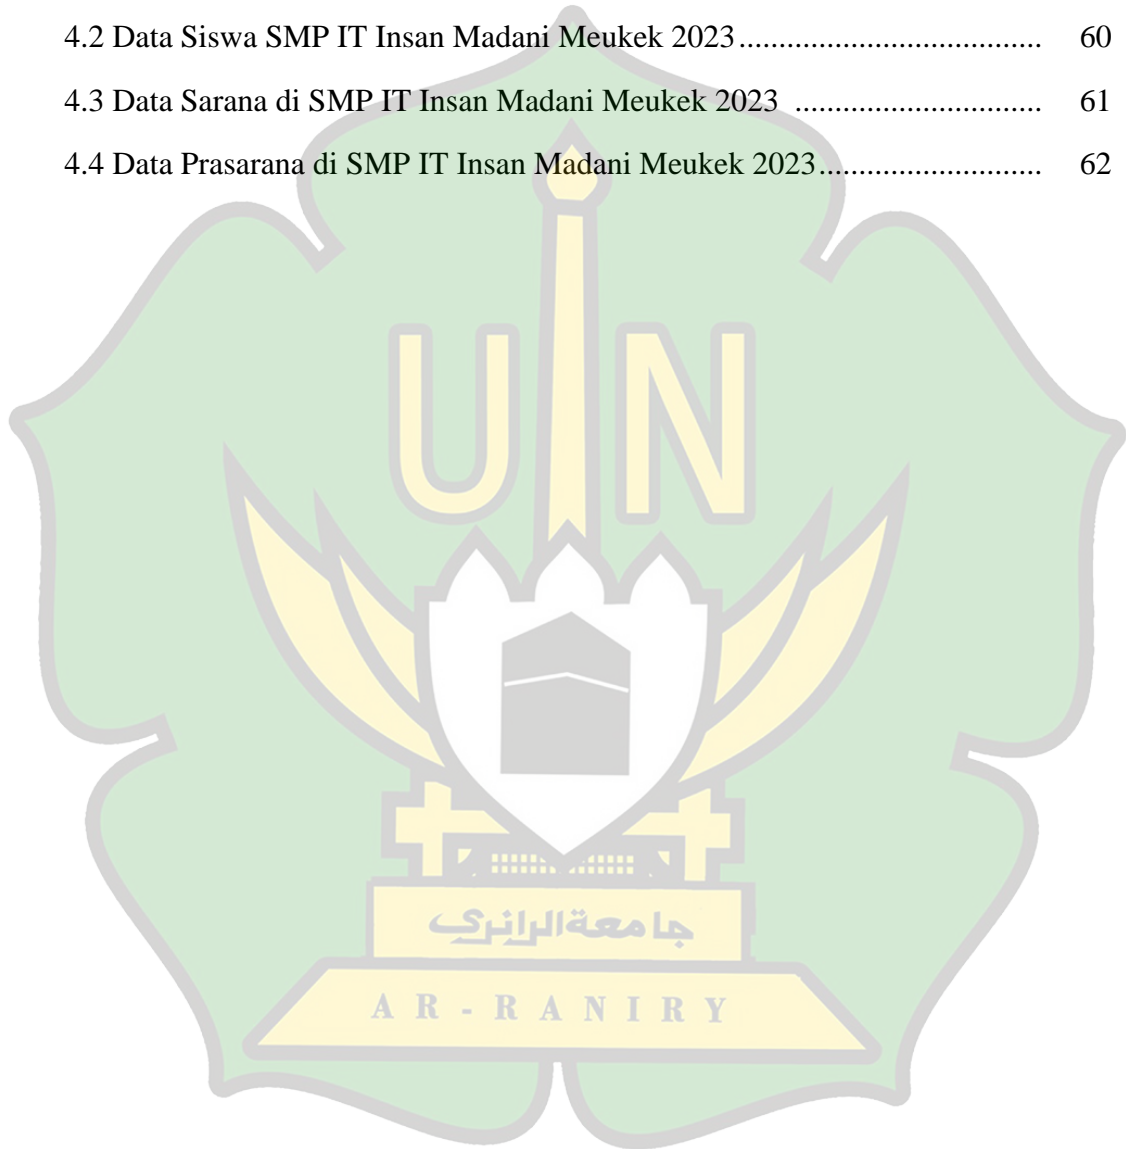 4.2 Data Siswa SMP IT Insan Madani Meukek 2023...................................... 60
4.3 Data Sarana di SMP IT Insan Madani Meukek 2023 ............................... 61
4.4 Data Prasarana di SMP IT Insan Madani Meukek 2023............................ 62
UIN
جامعةالرانري
AR-RANIRY